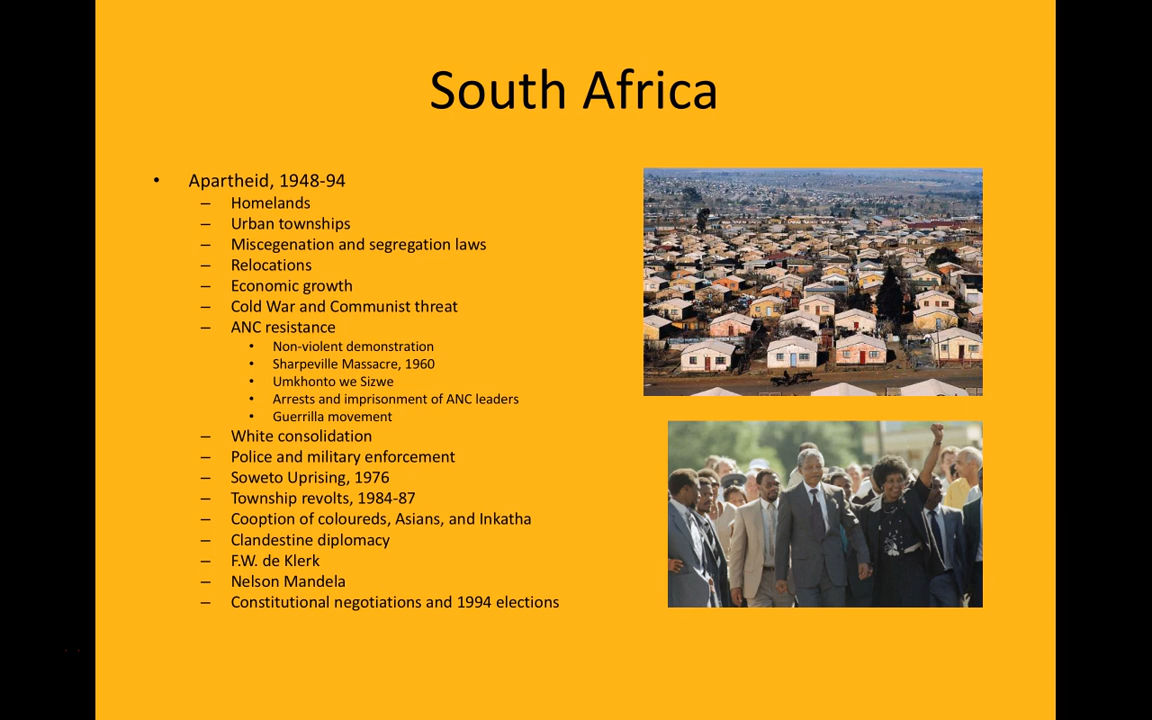 South Africa
• Apartheid, 1948-94
– Homelands
– Urban townships
– Miscegenation and segregation laws
– Relocations
– Economic growth
– Cold War and Communist threat
– ANC resistance
• Non-violent demonstration
• Sharpeville Massacre, 1960
• Umkhonto we Sizwe
• Arrests and imprisonment of ANC leaders
• Guerrilla movement
– White consolidation
– Police and military enforcement
– Soweto Uprising, 1976
– Township revolts, 1984-87
– Cooption of coloureds, Asians, and Inkatha
– Clandestine diplomacy
– F.W. de Klerk
– Nelson Mandela
– Constitutional negotiations and 1994 elections